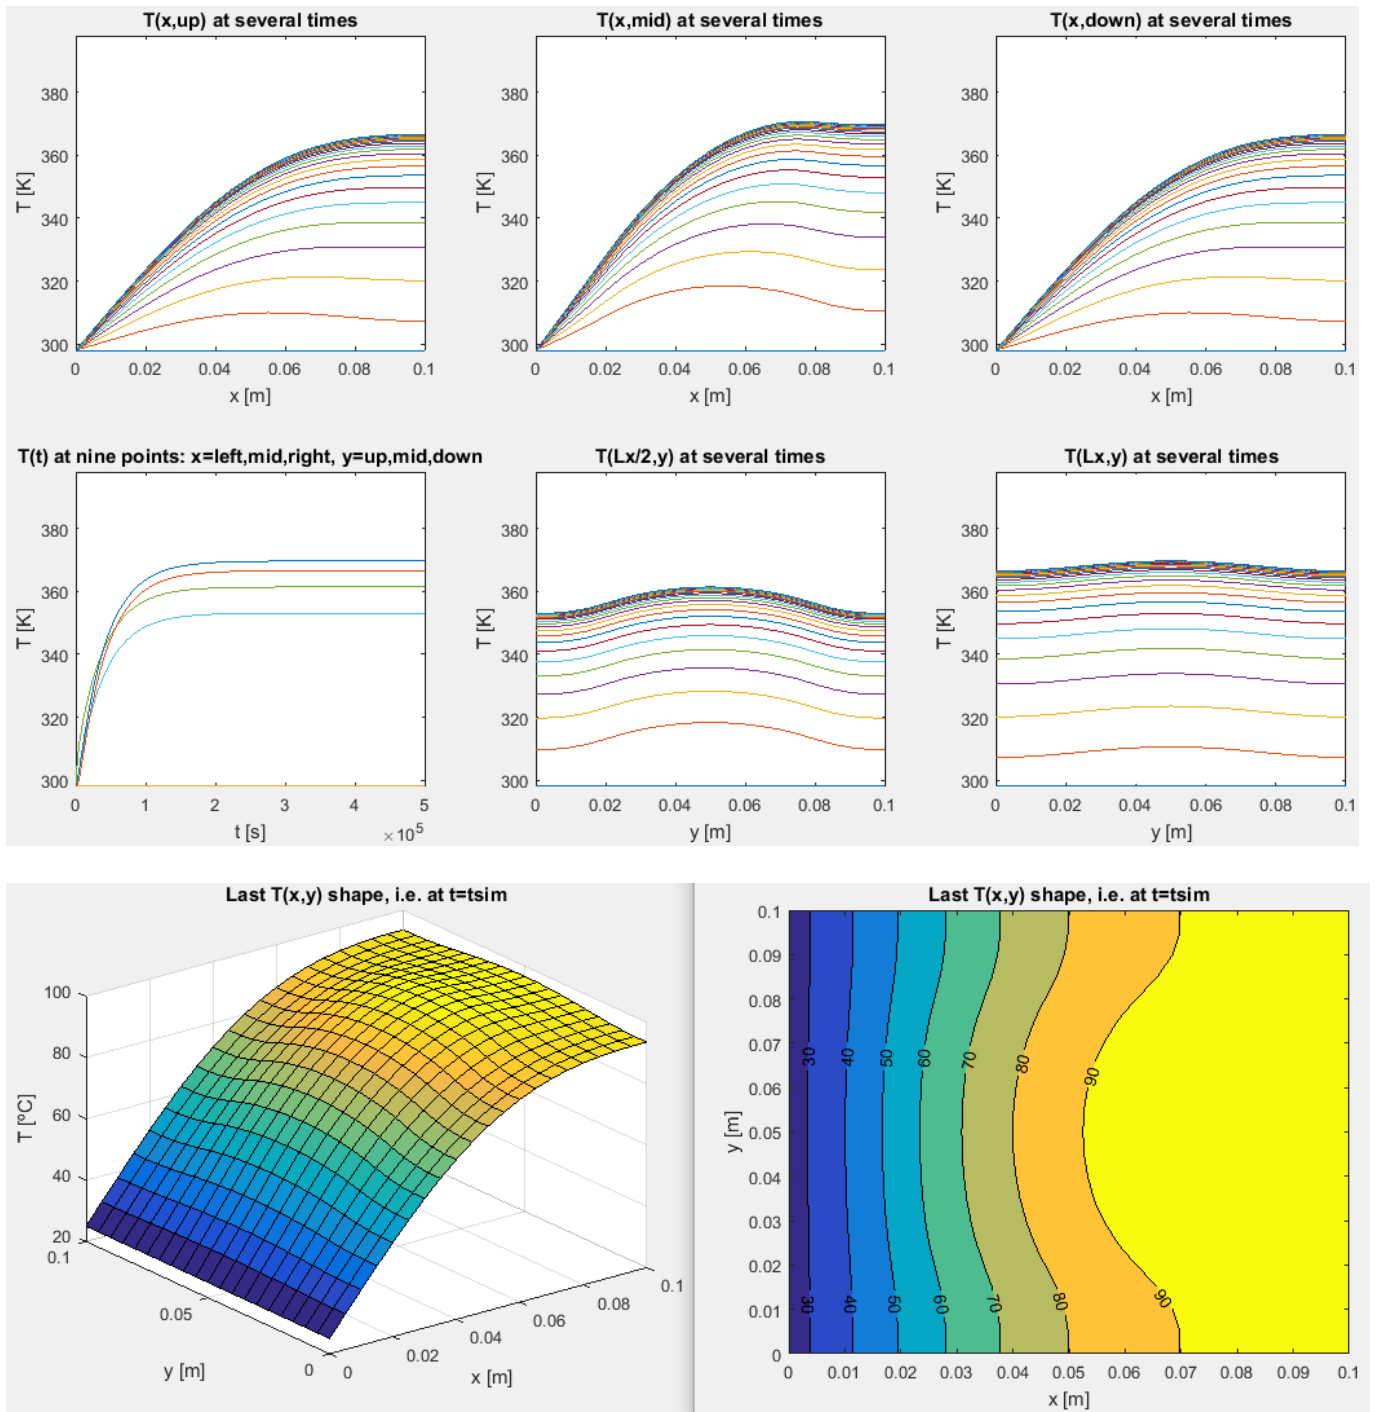 T(x,up) at several times
T(x,mid) at several times
T(x,down) at several times
T [K]
380
360
340
320
300
0 0.02 0.04 0.06 0.08 0.1
x [m]
T [K]
380
360
340
320
300
0 0.02 0.04 0.06 0.08 0.1
x [m]
T [K]
380
360
340
320
300
0 0.02 0.04 0.06 0.08 0.1
x [m]
T(t) at nine points: x=left,mid,right, y=up,mid,down
T(Lx/2,y) at several times
T(Lx,y) at several times
T [K]
380
360
340
320
300
0 1 2 3 4 5
t [s]
×10⁵
T [K]
380
360
340
320
300
0 0.02 0.04 0.06 0.08 0.1
y [m]
T [K]
380
360
340
320
300
0 0.02 0.04 0.06 0.08 0.1
y [m]
Last T(x,y) shape, i.e. at t=tsim
T [ºC]
100
80
60
40
20
0.1
0.05
0
y [m]
0
0.02
0.04
0.06
0.08
0.1
x [m]
Last T(x,y) shape, i.e. at t=tsim
y [m]
0.1
0.09
0.08
0.07
0.06
0.05
0.04
0.03
0.02
0.01
0
30 40 50 60 70 80 90
30 40 50 60 70 80 90
0 0.01 0.02 0.03 0.04 0.05 0.06 0.07 0.08 0.09 0.1
x [m]